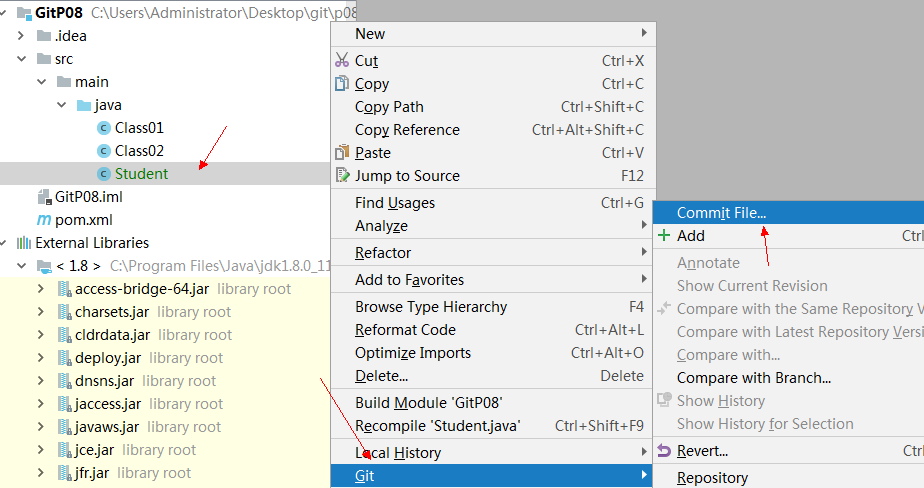 GitP08 C:\Users\Administrator\Desktop\git\p08
.idea
src
main
java
Class01
Class02
Student
GitP08.iml
pom.xml
External Libraries
< 1.8 > C:\Program Files\Java\jdk1.8.0_11
access-bridge-64.jar library root
charsets.jar library root
cldrdata.jar library root
deploy.jar library root
dnsns.jar library root
jaccess.jar library root
javaws.jar library root
jce.jar library root
jfr.jar library root
New
Cut Ctrl+X
Copy Ctrl+C
Copy Path Ctrl+Shift+C
Copy Reference Ctrl+Alt+Shift+C
Paste Ctrl+V
Jump to Source F12
Find Usages Ctrl+G
Analyze
Refactor
Add to Favorites
Browse Type Hierarchy F4
Reformat Code Ctrl+Alt+L
Optimize Imports Ctrl+Alt+O
Delete... Delete
Build Module 'GitP08'
Recompile 'Student.java' Ctrl+Shift+F9
Local History
Git
Commit File...
Add Ctrl
Annotate
Show Current Revision
Compare with the Same Repository V
Compare with Latest Repository Versi
Compare with...
Compare with Branch...
Show History
Show History for Selection
Revert... Ctrl
Repository